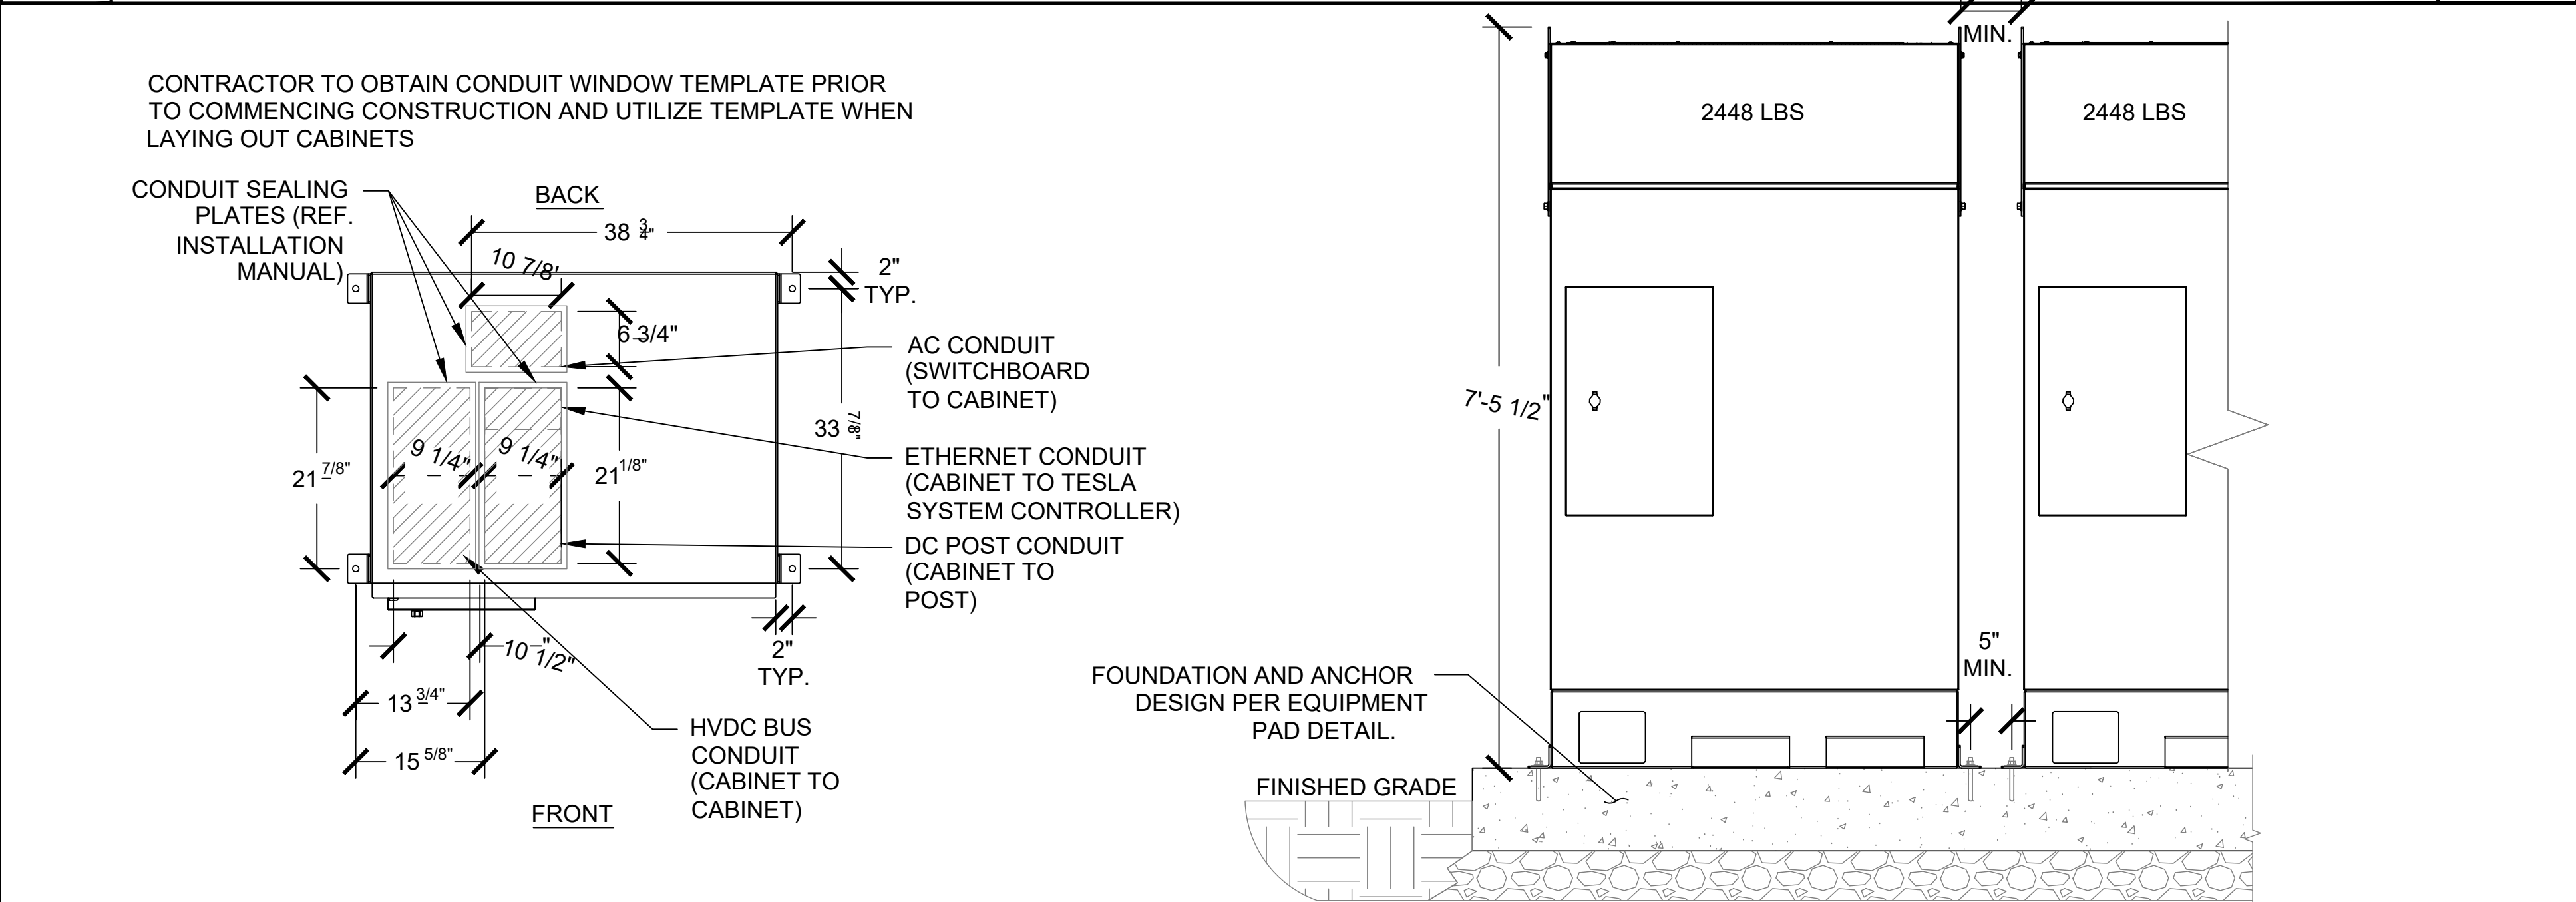 CONTRACTOR TO OBTAIN CONDUIT WINDOW TEMPLATE PRIOR
TO COMMENCING CONSTRUCTION AND UTILIZE TEMPLATE WHEN
LAYING OUT CABINETS
CONDUIT SEALING
PLATES (REF.
INSTALLATION
MANUAL)
BACK
38 3/4"
10 7/8'
2"
TYP.
6 3/4"
AC CONDUIT
(SWITCHBOARD
TO CABINET)
33 7/8"
ETHERNET CONDUIT
(CABINET TO TESLA
SYSTEM CONTROLLER)
21 7/8"
9 1/4"
9 1/4"
21 1/8"
DC POST CONDUIT
(CABINET TO
POST)
10 1/2"
2"
TYP.
13 3/4"
15 5/8"
HVDC BUS
CONDUIT
(CABINET TO
CABINET)
FRONT
MIN.
2448 LBS
2448 LBS
7'-5 1/2"
5"
MIN.
FOUNDATION AND ANCHOR
DESIGN PER EQUIPMENT
PAD DETAIL.
FINISHED GRADE